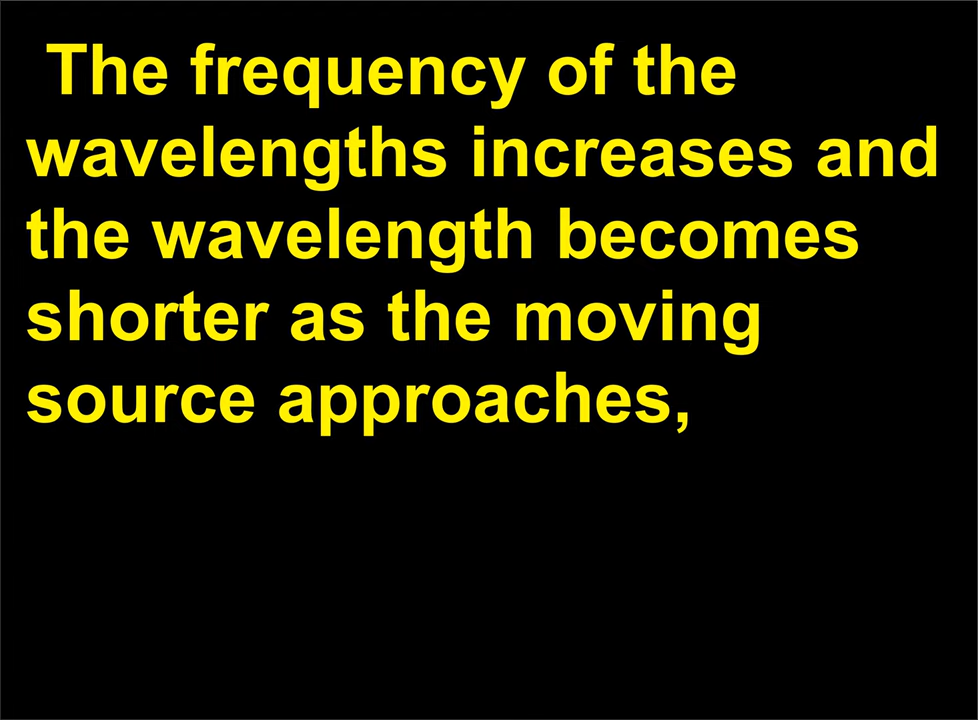 The frequency of the
wavelengths increases and
the wavelength becomes
shorter as the moving
source approaches,